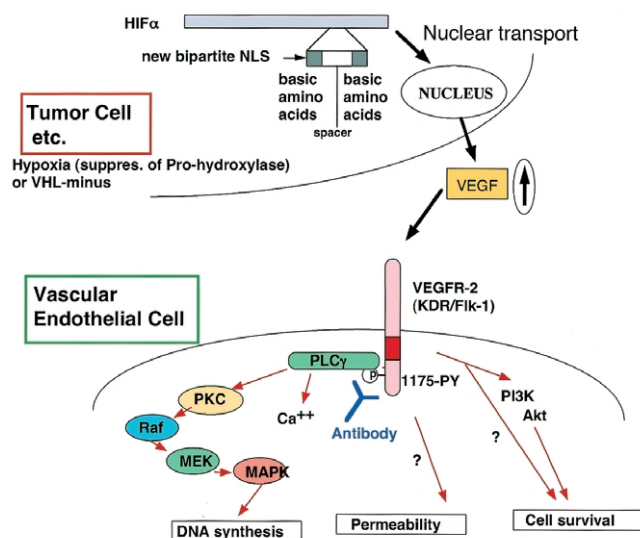 HIFα
Nuclear transport
new bipartite NLS
basic
amino
acids
basic
amino
acids
spacer
NUCLEUS
Tumor Cell
etc.
Hypoxia (suppres. of Pro-hydroxylase)
or VHL-minus
VEGF
Vascular
Endothelial Cell
VEGFR-2
(KDR/Flk-1)
PLCγ
P
1175-PY
PKC
Ca++
PI3K
Akt
Raf
Antibody
?
MEK
?
MAPK
DNA synthesis
Permeability
Cell survival